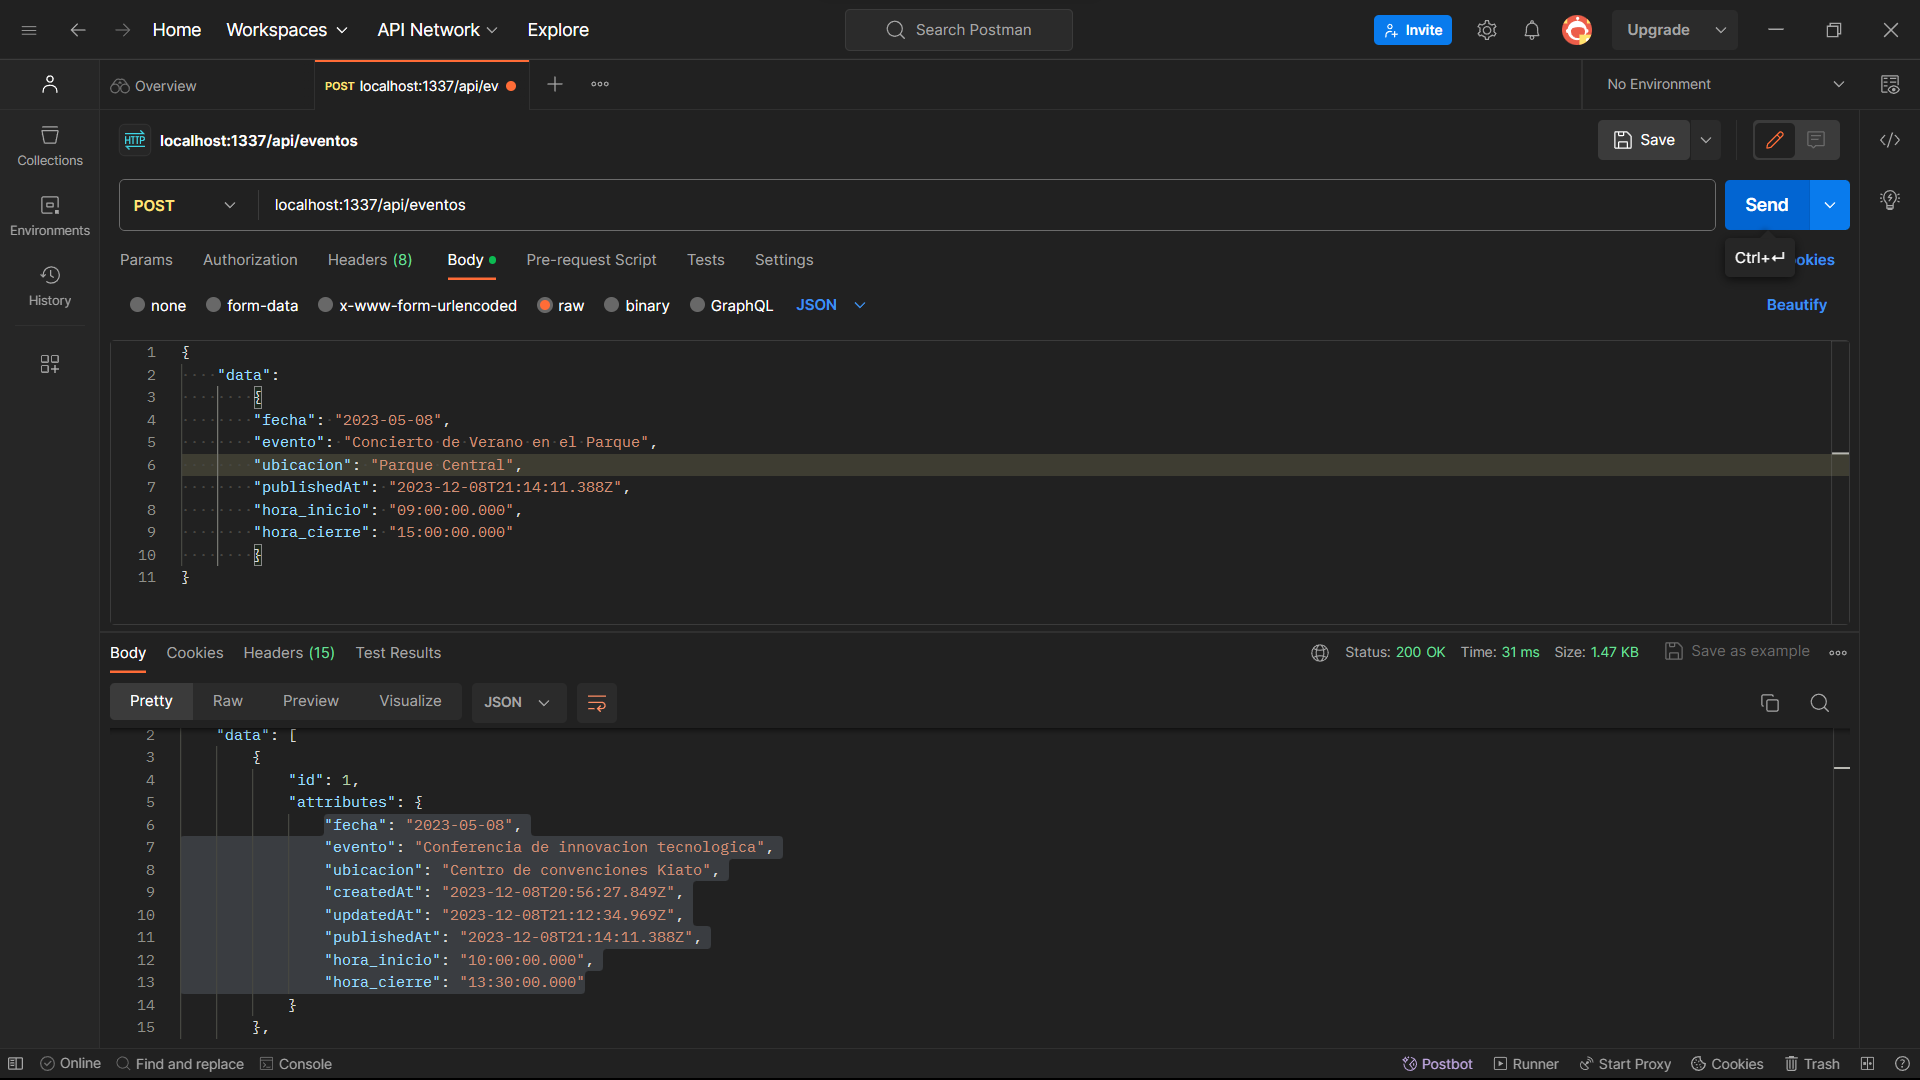 Home Workspaces API Network Explore Search Postman Invite Upgrade
Overview POST localhost:1337/api/ev No Environment
HTTP localhost:1337/api/eventos Save
Collections
Environments
History
POST localhost:1337/api/eventos Send
Ctrl+↵ okies
Params Authorization Headers (8) Body Pre-request Script Tests Settings
none form-data x-www-form-urlencoded raw binary GraphQL JSON Beautify
1 {
2 "data":
3 {
4 "fecha": "2023-05-08",
5 "evento": "Concierto de Verano en el Parque",
6 "ubicacion": "Parque Central",
7 "publishedAt": "2023-12-08T21:14:11.388Z",
8 "hora_inicio": "09:00:00.000",
9 "hora_cierre": "15:00:00.000"
10 }
11 }
Body Cookies Headers (15) Test Results Status: 200 OK Time: 31 ms Size: 1.47 KB Save as example
Pretty Raw Preview Visualize JSON
2 "data": [
3 {
4 "id": 1,
5 "attributes": {
6 "fecha": "2023-05-08",
7 "evento": "Conferencia de innovacion tecnologica",
8 "ubicacion": "Centro de convenciones Kiato",
9 "createdAt": "2023-12-08T20:56:27.849Z",
10 "updatedAt": "2023-12-08T21:12:34.969Z",
11 "publishedAt": "2023-12-08T21:14:11.388Z",
12 "hora_inicio": "10:00:00.000",
13 "hora_cierre": "13:30:00.000"
14 }
15 },
Online Find and replace Console Postbot Runner Start Proxy Cookies Trash